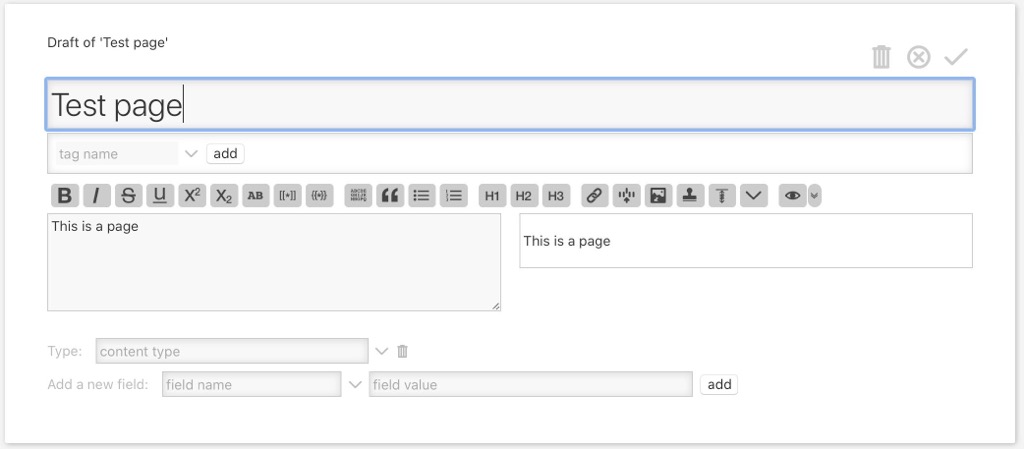 Draft of 'Test page'
Test page
tag name add
B I S U X² X₂ AB [[*]] {{*}} H1 H2 H3
This is a page
This is a page
Type: content type
Add a new field: field name field value add